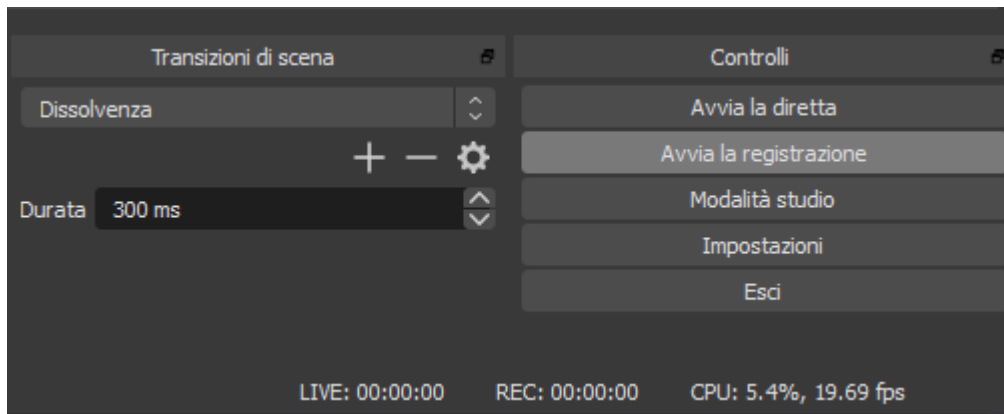 Transizioni di scena
Dissolvenza
Durata 300 ms
Controlli
Avvia la diretta
Avvia la registrazione
Modalità studio
Impostazioni
Esci
LIVE: 00:00:00 REC: 00:00:00 CPU: 5.4%, 19.69 fps